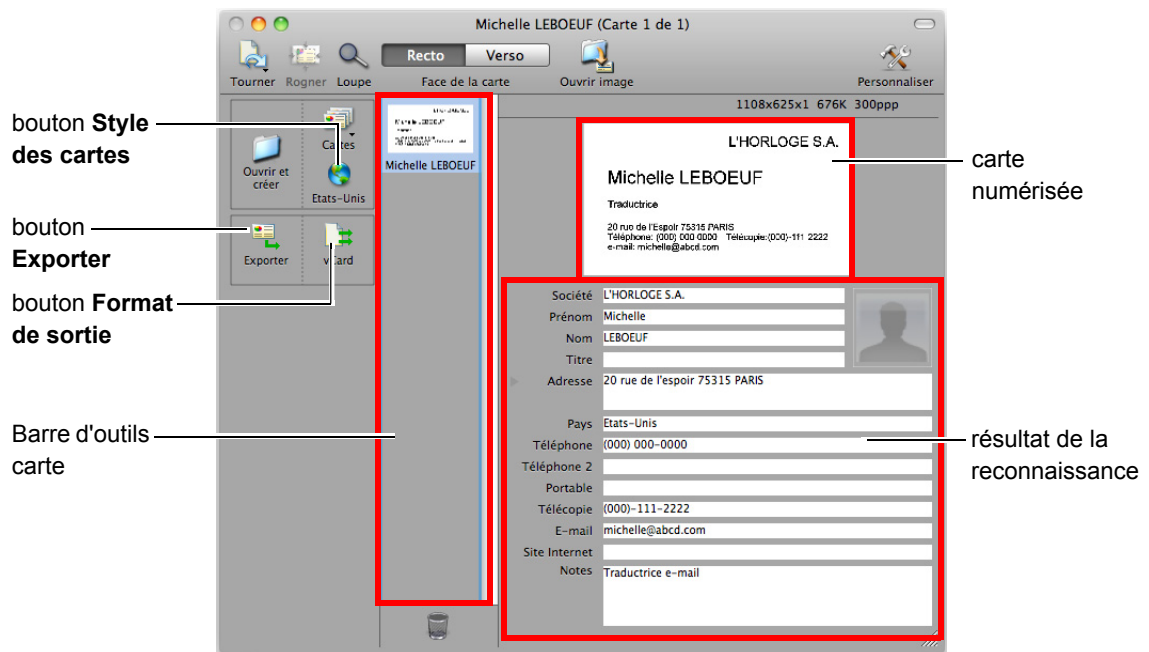 Michelle LEBOEUF (Carte 1 de 1)
Tourner Rogner Loupe
Recto Verso
Face de la carte
Ouvrir image
Personnaliser
1108x625x1 676K 300ppp
bouton Style
des cartes
bouton
Exporter
bouton Format
de sortie
Barre d'outils
carte
Ouvrir et
créer
Cartes
Etats-Unis
Exporter
vCard
Michelle LEBOEUF
L'HORLOGE S.A.
Michelle LEBOEUF
Traductrice
20 rue de l'Espoir 75315 PARIS
Téléphone: (000) 000 0000 Télécopie:(000)-111 2222
e-mail: michelle@abcd.com
carte
numérisée
Société L'HORLOGE S.A.
Prénom Michelle
Nom LEBOEUF
Titre
Adresse 20 rue de l'espoir 75315 PARIS
Pays Etats-Unis
Téléphone (000) 000-0000
Téléphone 2
Portable
Télécopie (000)-111-2222
E-mail michelle@abcd.com
Site Internet
Notes Traductrice e-mail
résultat de la
reconnaissance